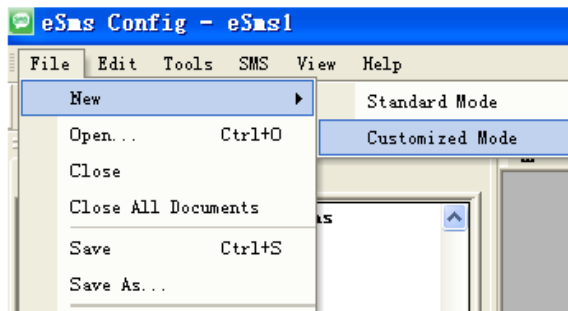 eSms Config - eSms1
File Edit Tools SMS View Help
New Standard Mode
Open... Ctrl+O Customized Mode
Close
Close All Documents
Save Ctrl+S
Save As...